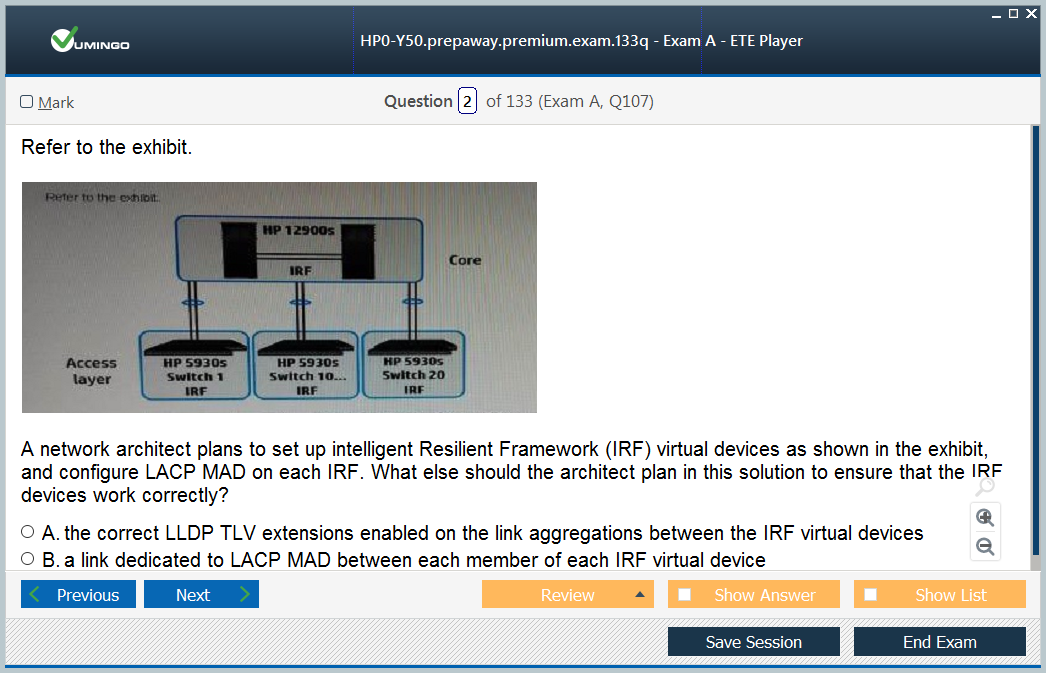 VUMINGO
HP0-Y50.prepaway.premium.exam.133q - Exam A - ETE Player
Mark
Question 2 of 133 (Exam A, Q107)
Refer to the exhibit.
Refer to the exhibit.
HP 12900s
IRF
Core
Access
layer
HP 5930s
Switch 1
IRF
HP 5930s
Switch 10...
IRF
HP 5930s
Switch 20
IRF
A network architect plans to set up intelligent Resilient Framework (IRF) virtual devices as shown in the exhibit,
and configure LACP MAD on each IRF. What else should the architect plan in this solution to ensure that the IRF
devices work correctly?
A. the correct LLDP TLV extensions enabled on the link aggregations between the IRF virtual devices
B. a link dedicated to LACP MAD between each member of each IRF virtual device
Previous
Next
Review
Show Answer
Show List
Save Session
End Exam